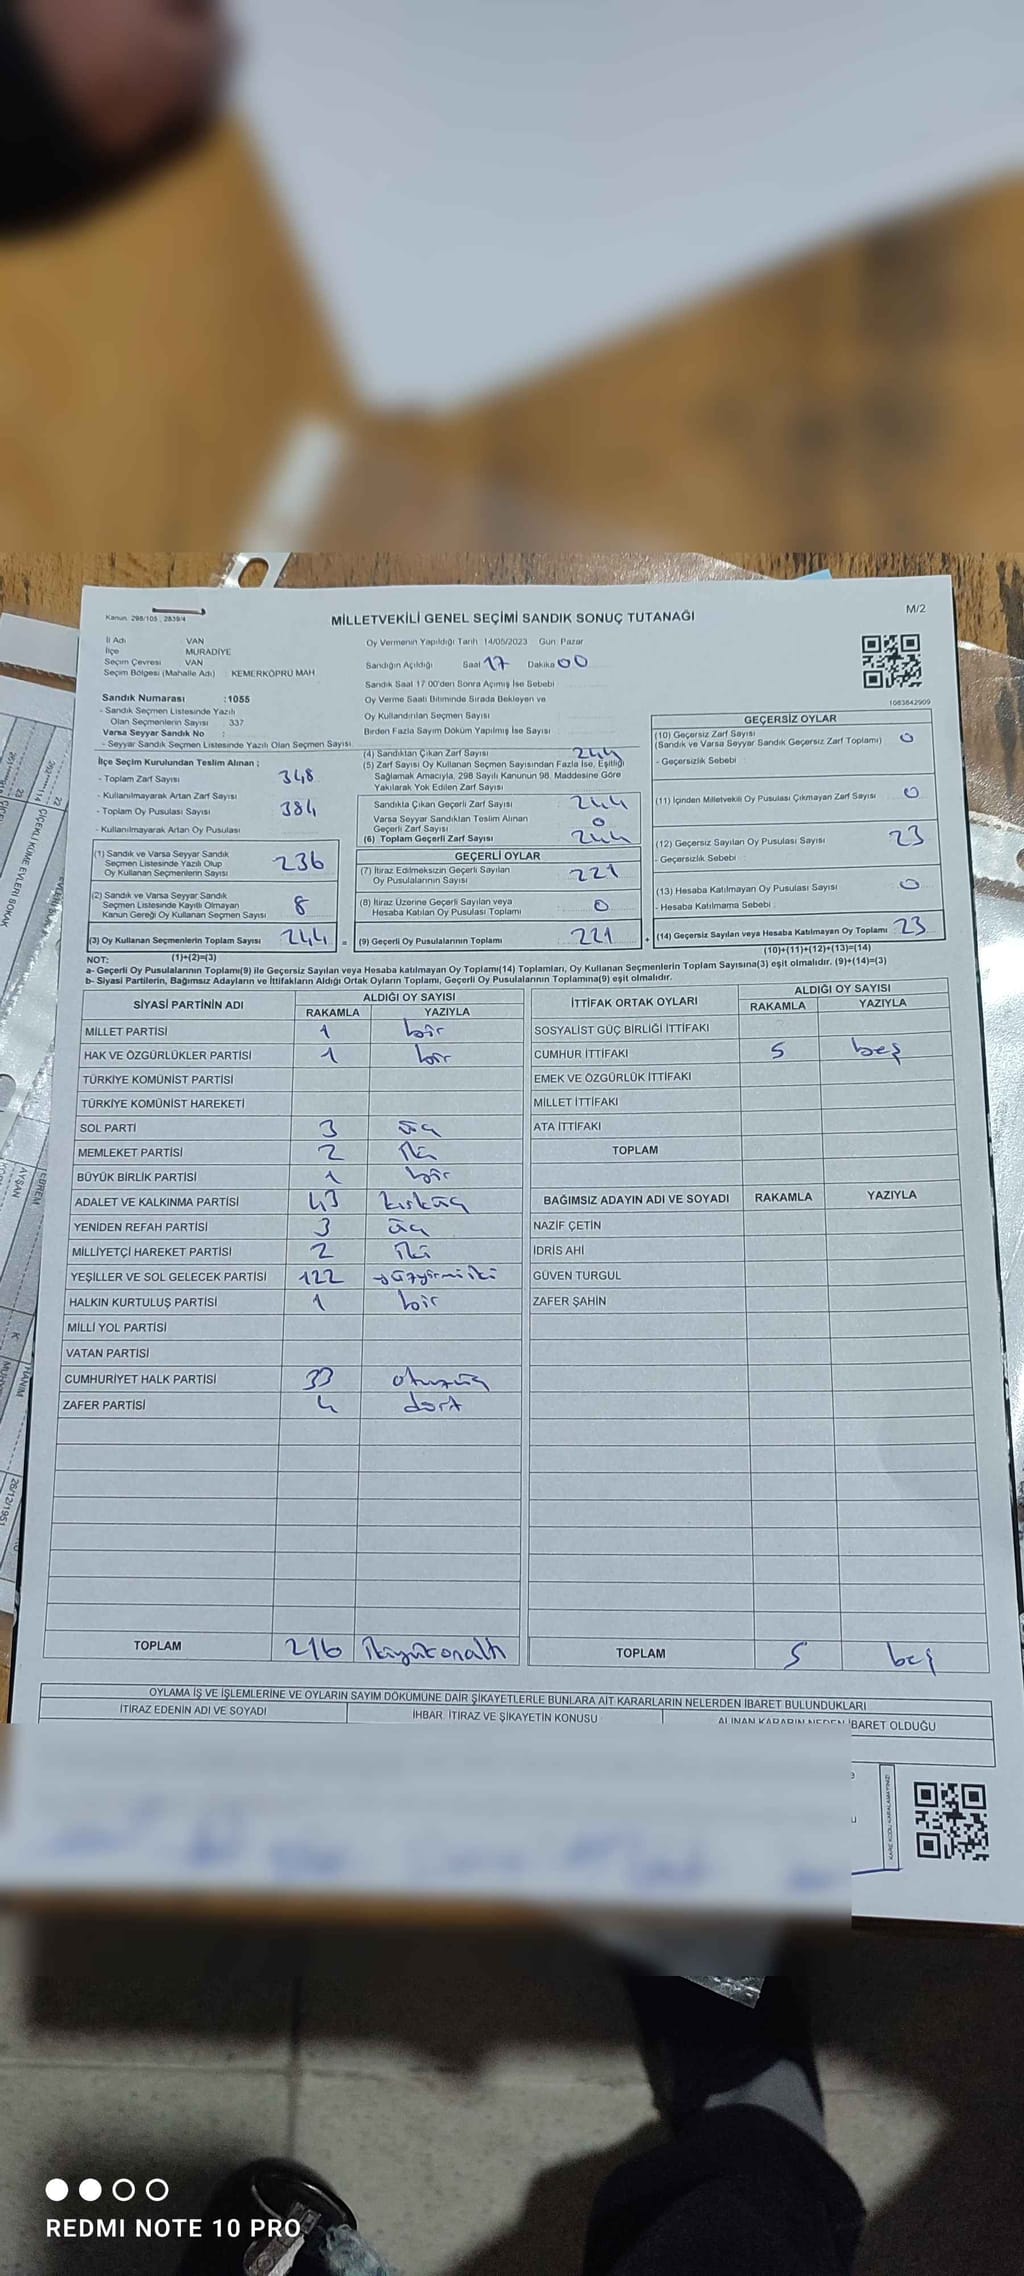 Kanun. 298/105 , 2839/4
MİLLETVEKİLİ GENEL SEÇİMİ SANDIK SONUÇ TUTANAĞI
M/2
İl Adı VAN
İlçe MURADİYE
Seçim Çevresi VAN
Seçim Bölgesi (Mahalle Adı) : KEMERKÖPRÜ MAH
Oy Vermenin Yapıldığı Tarih 14/05/2023 Gün: Pazar
Sandığın Açıldığı Saat 17 Dakika 00
Sandık Saat 17:00'den Sonra Açımış İse Sebebi
Sandık Numarası :1055
- Sandık Seçmen Listesinde Yazılı
Olan Seçmenlerin Sayısı : 337
Varsa Seyyar Sandık No :
- Seyyar Sandık Seçmen Listesinde Yazılı Olan Seçmen Sayısı
Oy Verme Saati Bitiminde Sırada Bekleyen ve
Oy Kullandırılan Seçmen Sayısı
Birden Fazla Sayım Döküm Yapılmış İse Sayısı
1083642909
İlçe Seçim Kurulundan Teslim Alınan ;
- Toplam Zarf Sayısı 348
- Kullanılmayarak Artan Zarf Sayısı
- Toplam Oy Pusulası Sayısı 384
- Kullanılmayarak Artan Oy Pusulası
(1) Sandık ve Varsa Seyyar Sandık
Seçmen Listesinde Yazılı Olup
Oy Kullanan Seçmenlerin Sayısı 236
(2) Sandık ve Varsa Seyyar Sandık
Seçmen Listesinde Kayıtlı Olmayan
Kanun Gereği Oy Kullanan Seçmen Sayısı 8
(3) Oy Kullanan Seçmenlerin Toplam Sayısı 244 =
(4) Sandıktan Çıkan Zarf Sayısı 244
(5) Zarf Sayısı Oy Kullanan Seçmen Sayısından Fazla İse, Eşitliği
Sağlamak Amacıyla, 298 Sayılı Kanunun 98. Maddesine Göre
Yakılarak Yok Edilen Zarf Sayısı
Sandıkta Çıkan Geçerli Zarf Sayısı 244
Varsa Seyyar Sandıktan Teslim Alınan
Geçerli Zarf Sayısı 0
(6) Toplam Geçerli Zarf Sayısı 244
GEÇERLİ OYLAR
(7) İtiraz Edilmeksizin Geçerli Sayılan
Oy Pusulalarının Sayısı 221
(8) İtiraz Üzerine Geçerli Sayılan veya
Hesaba Katılan Oy Pusulası Toplamı 0
(9) Geçerli Oy Pusulalarının Toplamı 221 +
GEÇERSİZ OYLAR
(10) Geçersiz Zarf Sayısı
(Sandık ve Varsa Seyyar Sandık Geçersiz Zarf Toplamı) 0
- Geçersizlik Sebebi :
(11) İçinden Milletvekili Oy Pusulası Çıkmayan Zarf Sayısı 0
(12) Geçersiz Sayılan Oy Pusulası Sayısı 23
- Geçersizlik Sebebi :
(13) Hesaba Katılmayan Oy Pusulası Sayısı 0
- Hesaba Katılmama Sebebi :
(14) Geçersiz Sayılan veya Hesaba Katılmayan Oy Toplamı 23
NOT: (1)+(2)=(3) (10)+(11)+(12)+(13)=(14)
a- Geçerli Oy Pusulalarının Toplamı(9) ile Geçersiz Sayılan veya Hesaba katılmayan Oy Toplamı(14) Toplamları, Oy Kullanan Seçmenlerin Toplam Sayısına(3) eşit olmalıdır. (9)+(14)=(3)
b- Siyasi Partilerin, Bağımsız Adayların ve İttifakların Aldığı Ortak Oyların Toplamı, Geçerli Oy Pusulalarının Toplamına(9) eşit olmalıdır.
SİYASİ PARTİNİN ADI ALDIĞI OY SAYISI
RAKAMLA YAZIYLA
MİLLET PARTİSİ 1 bir
HAK VE ÖZGÜRLÜKLER PARTİSİ 1 bir
TÜRKİYE KOMÜNİST PARTİSİ
TÜRKİYE KOMÜNİST HAREKETİ
SOL PARTİ 3 üç
MEMLEKET PARTİSİ 2 iki
BÜYÜK BİRLİK PARTİSİ 1 bir
ADALET VE KALKINMA PARTİSİ 43 kırküç
YENİDEN REFAH PARTİSİ 3 üç
MİLLİYETÇİ HAREKET PARTİSİ 2 iki
YEŞİLLER VE SOL GELECEK PARTİSİ 122 yüzyirmiiki
HALKIN KURTULUŞ PARTİSİ 1 bir
MİLLİ YOL PARTİSİ
VATAN PARTİSİ
CUMHURİYET HALK PARTİSİ 33 otuzüç
ZAFER PARTİSİ 4 dört
TOPLAM 216 ikiyüzonaltı
İTTİFAK ORTAK OYLARI ALDIĞI OY SAYISI
RAKAMLA YAZIYLA
SOSYALİST GÜÇ BİRLİĞİ İTTİFAKI
CUMHUR İTTİFAKI 5 beş
EMEK VE ÖZGÜRLÜK İTTİFAKI
MİLLET İTTİFAKI
ATA İTTİFAKI
TOPLAM
BAĞIMSIZ ADAYIN ADI VE SOYADI RAKAMLA YAZIYLA
NAZİF ÇETİN
İDRİS AHİ
GÜVEN TURGUL
ZAFER ŞAHİN
TOPLAM 5 beş
OYLAMA İŞ VE İŞLEMLERİNE VE OYLARIN SAYIM DÖKÜMÜNE DAİR ŞİKAYETLERLE BUNLARA AİT KARARLARIN NELERDEN İBARET BULUNDUKLARI
İTİRAZ EDENİN ADI VE SOYADI İHBAR, İTİRAZ VE ŞİKAYETİN KONUSU ALINAN KARARIN NEDEN İBARET OLDUĞU
KARE KODU KARALAMAYINIZ!
ÇİÇEKLİ KÜME EVLERİ SOKAK
AYSAN
HANIM
26/12/1951
REDMI NOTE 10 PRO